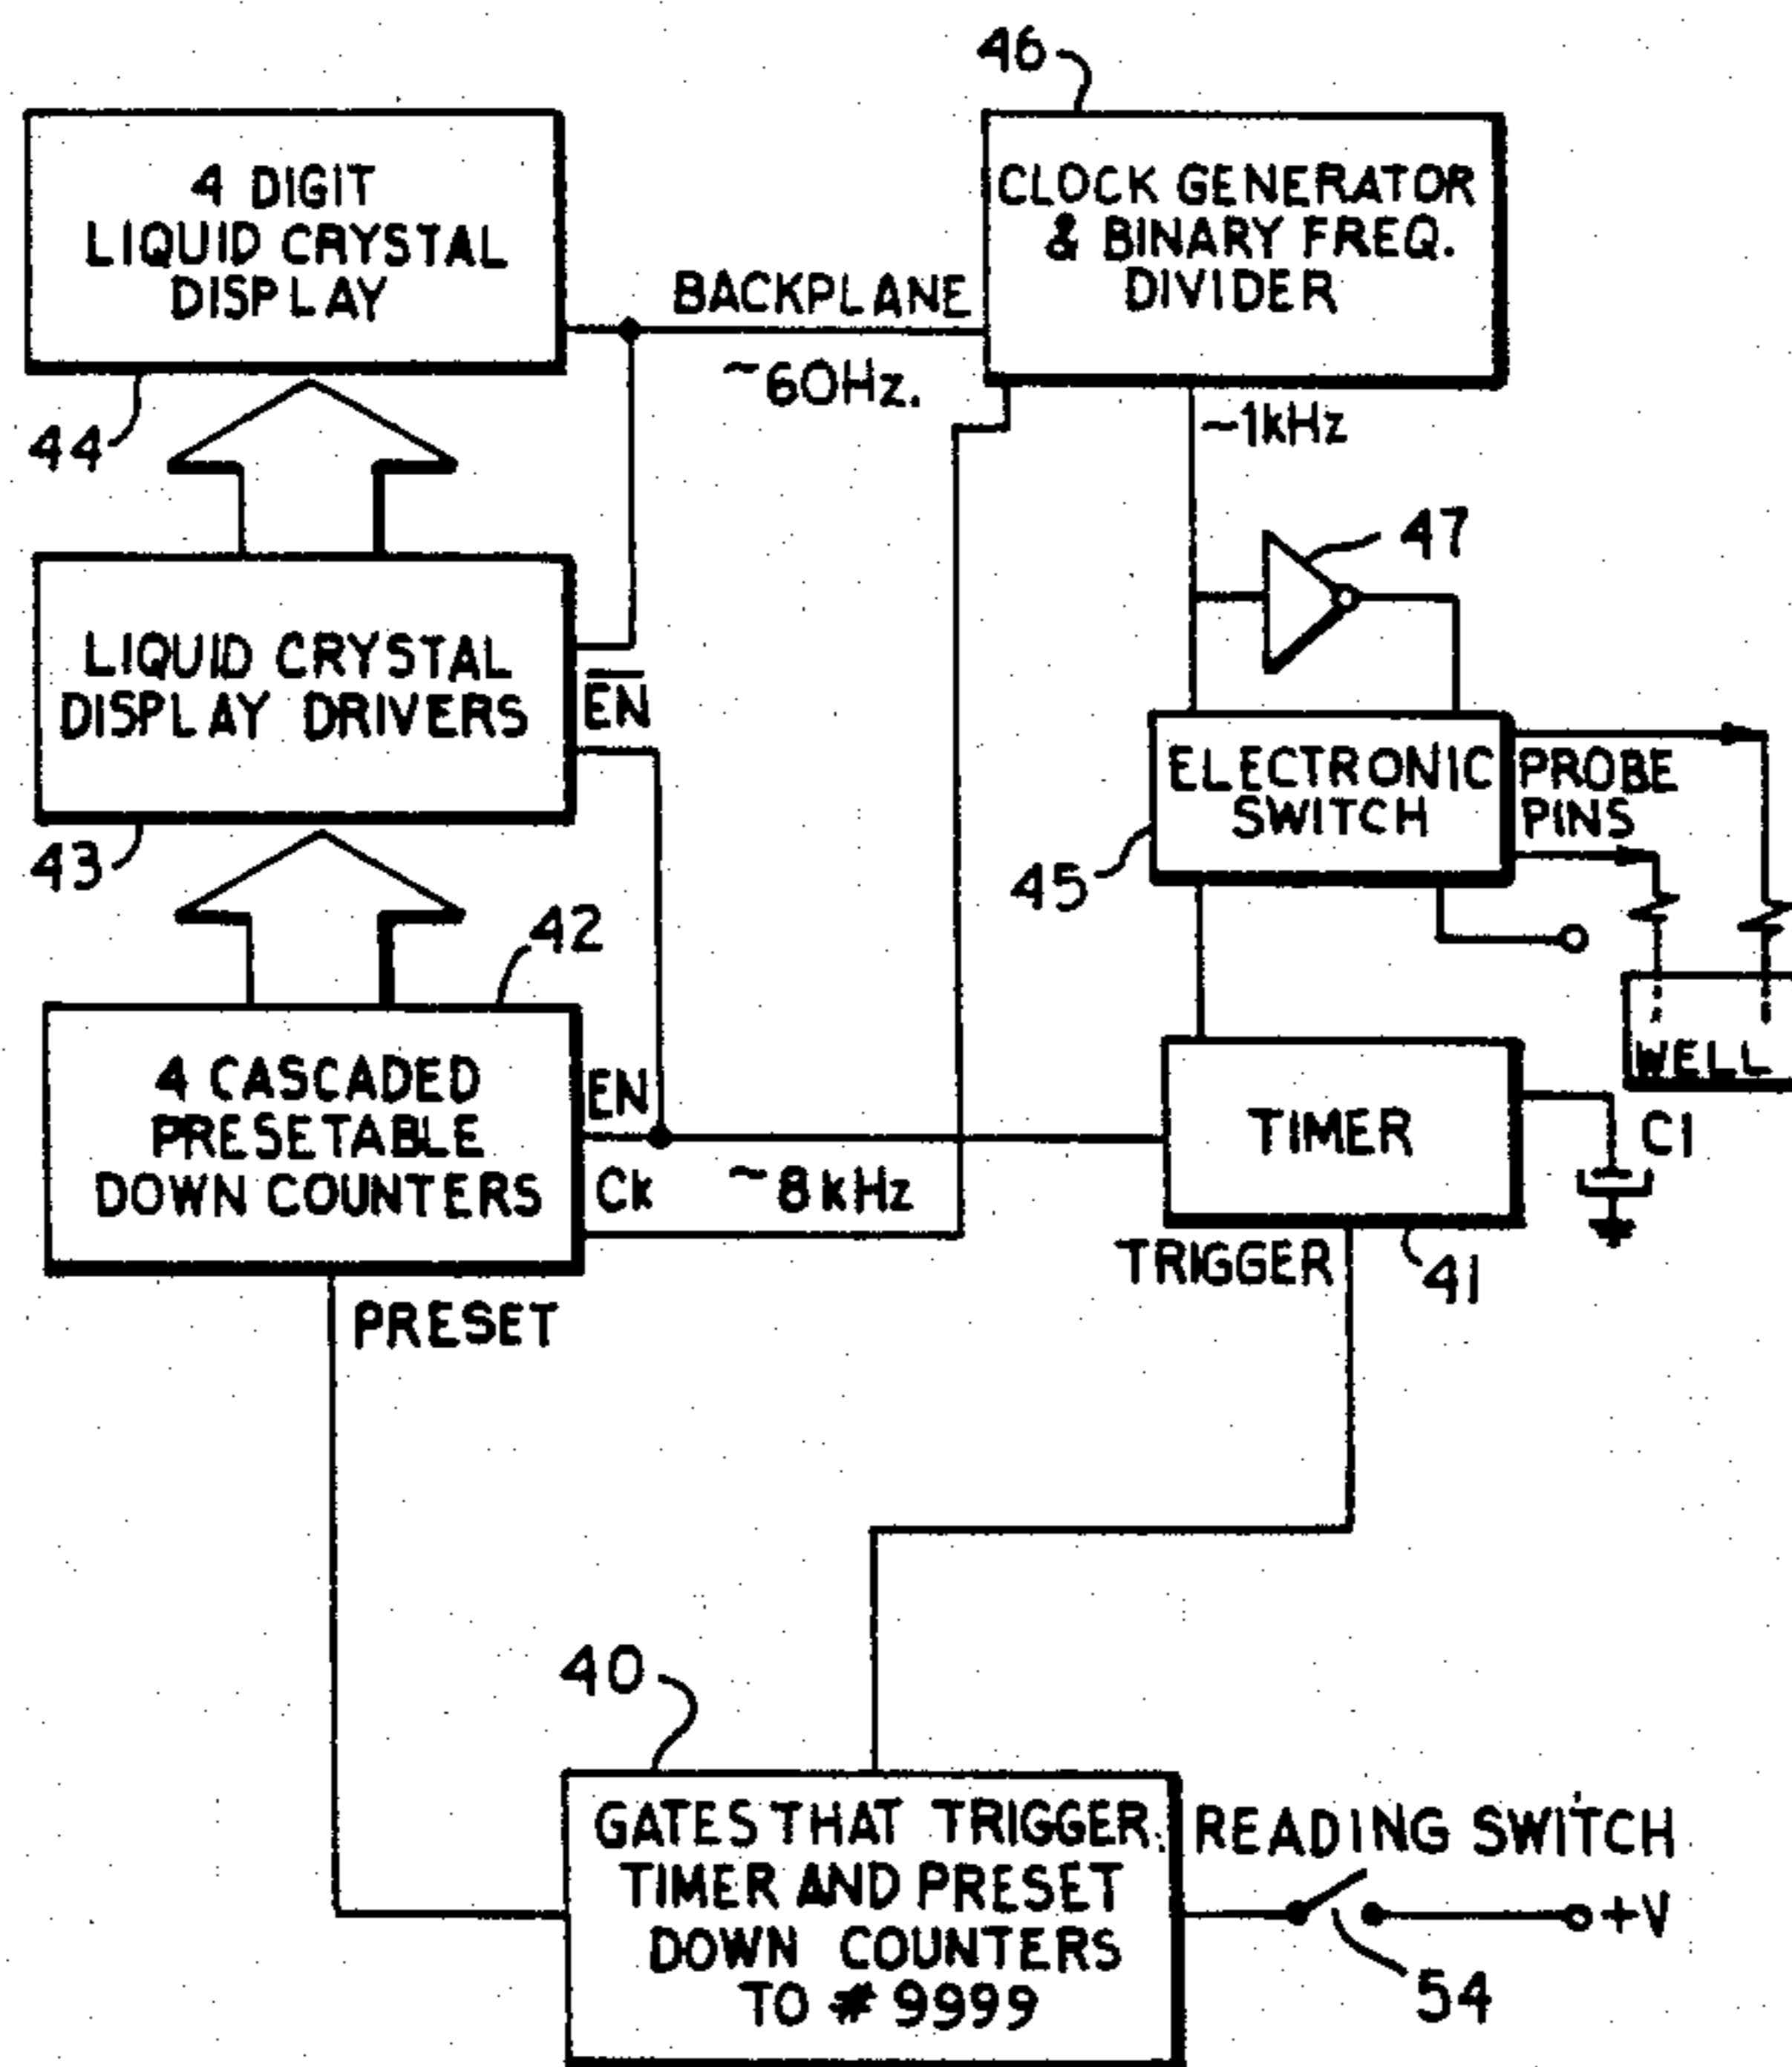 46
4 DIGIT
LIQUID CRYSTAL
DISPLAY
CLOCK GENERATOR
& BINARY FREQ.
DIVIDER
BACKPLANE
~60Hz.
~1kHz
44
47
LIQUID CRYSTAL
DISPLAY DRIVERS
EN
ELECTRONIC
SWITCH
PROBE
PINS
43
45
42
WELL
4 CASCADED
PRESETABLE
DOWN COUNTERS
EN
Ck
~8kHz
TIMER
C1
TRIGGER
41
PRESET
40
GATES THAT TRIGGER
TIMER AND PRESET
DOWN COUNTERS
TO # 9999
READING SWITCH
+V
54